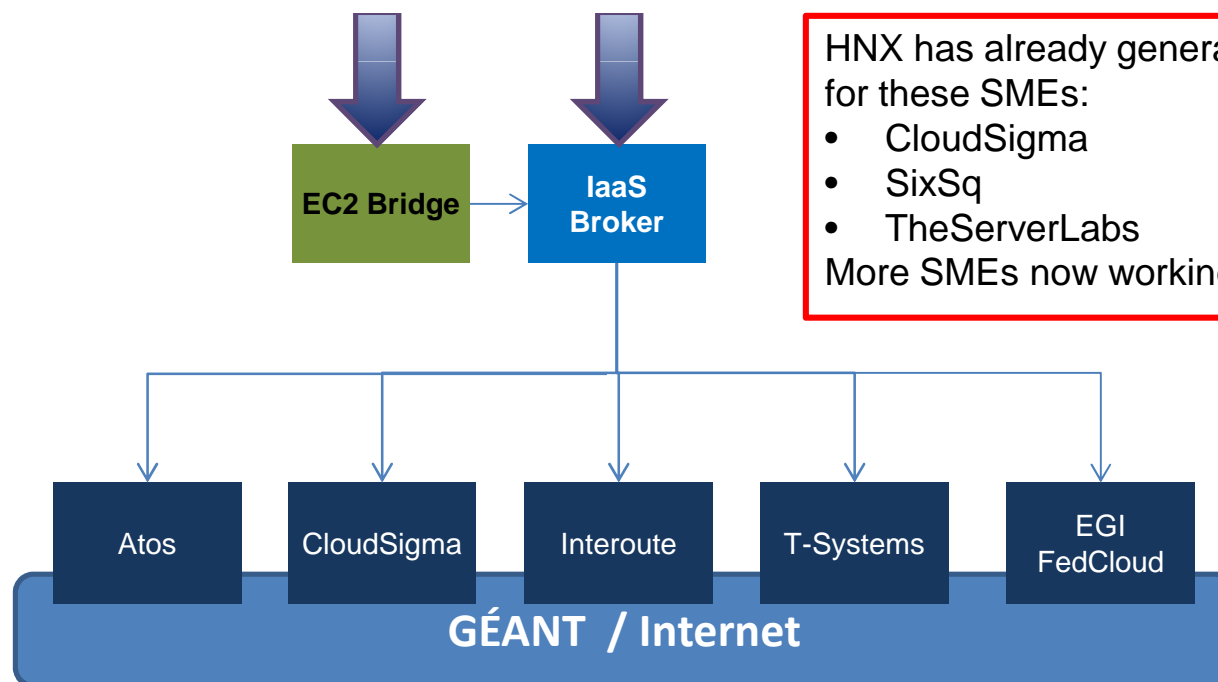 HNX has already genera
for these SMEs:
• CloudSigma
• SixSq
• TheServerLabs
More SMEs now workin
EC2 Bridge
IaaS
Broker
Atos
CloudSigma
Interoute
T-Systems
EGI
FedCloud
GÉANT / Internet